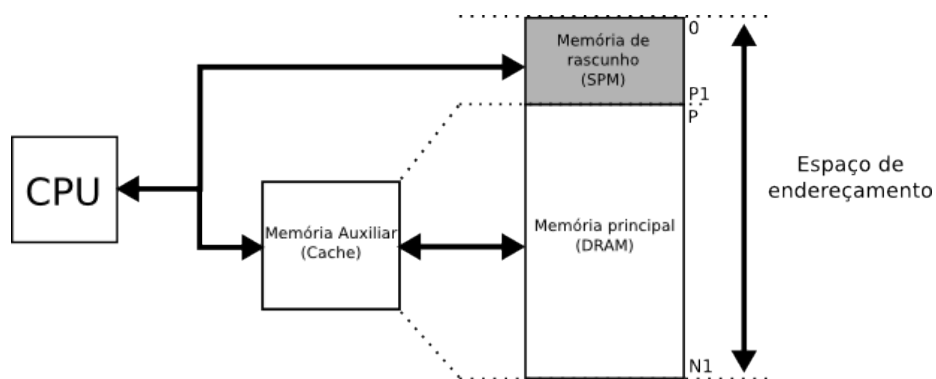 Memória de
rascunho
(SPM)
0
P1
P
CPU
Memória Auxiliar
(Cache)
Memória principal
(DRAM)
Espaço de
endereçamento
N1